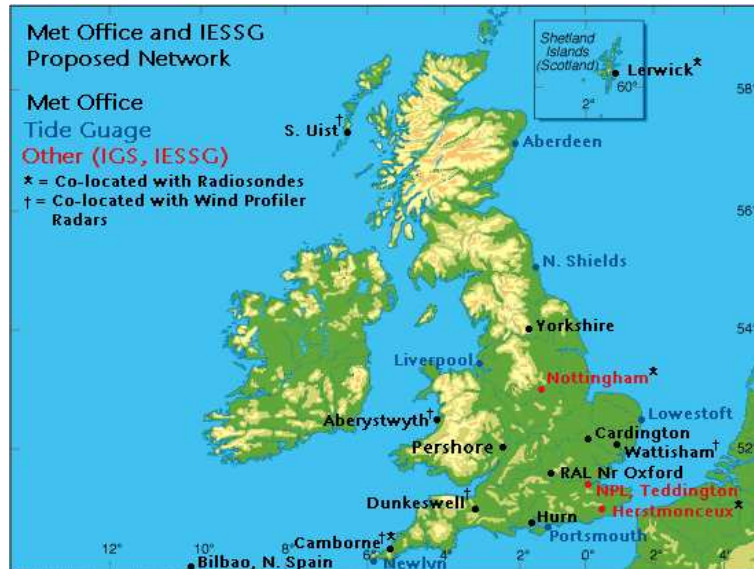 Met Office and IESSG
Proposed Network
Met Office
Tide Guage
Other (IGS, IESSG)
* = Co-located with Radiosondes
† = Co-located with Wind Profiler
Radars
Shetland
Islands
(Scotland)
Lerwick*
60°
2°
58°
S. Uist†
Aberdeen
56°
N. Shields
54°
Yorkshire
Liverpool
Nottingham*
Aberystwyth†
Lowestoft
Cardington
Pershore
Wattisham†
52°
RAL Nr Oxford
NPL, Teddington
Dunkeswell†
Herstmonceux*
Hurn
Portsmouth
Camborne†*
Newlyn
12°
10°
Bilbao, N. Spain
8°
6°
4°
2°
0°
2°
4°